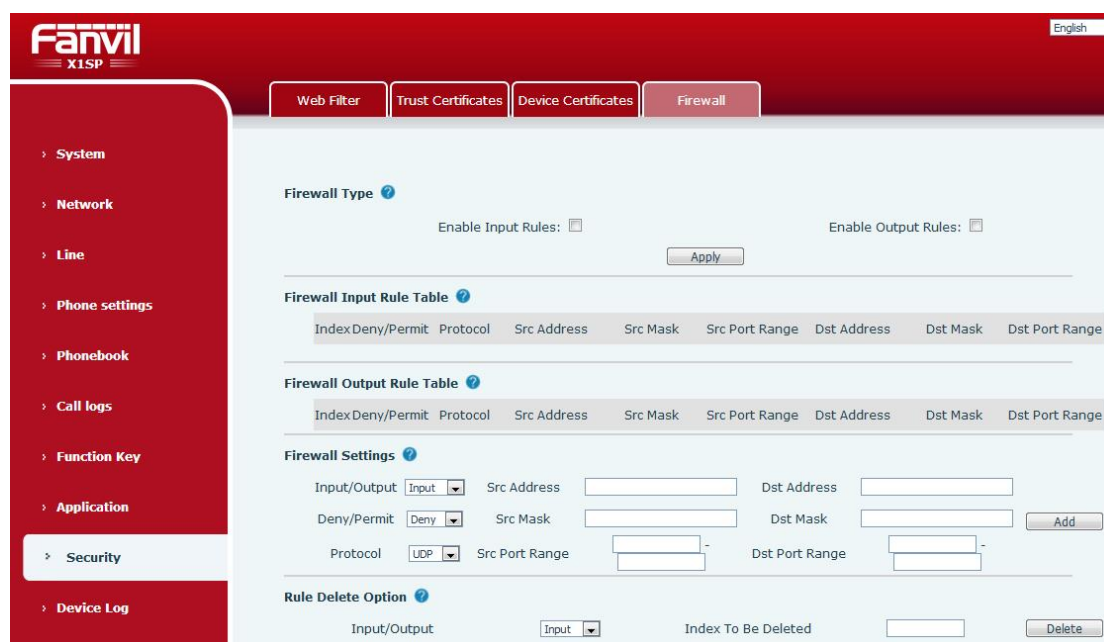 English
Fanvil
X1SP
Web Filter
Trust Certificates
Device Certificates
Firewall
› System
› Network
› Line
› Phone settings
› Phonebook
› Call logs
› Function Key
› Application
› Security
› Device Log
Firewall Type ?
Enable Input Rules:
Enable Output Rules:
Apply
Firewall Input Rule Table ?
Index Deny/Permit Protocol Src Address Src Mask Src Port Range Dst Address Dst Mask Dst Port Range
Firewall Output Rule Table ?
Index Deny/Permit Protocol Src Address Src Mask Src Port Range Dst Address Dst Mask Dst Port Range
Firewall Settings ?
Input/Output Input Src Address Dst Address
Deny/Permit Deny Src Mask Dst Mask Add
Protocol UDP Src Port Range - Dst Port Range -
Rule Delete Option ?
Input/Output Input Index To Be Deleted Delete